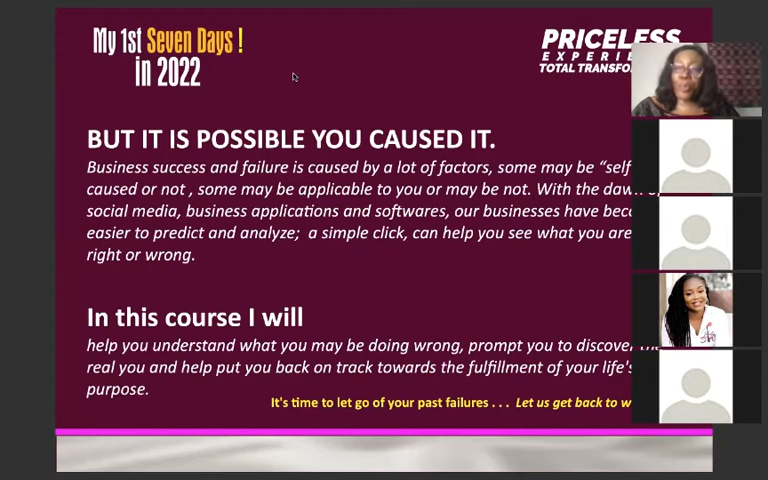 My 1st Seven Days !
in 2022
PRICELESS
TOTAL
BUT IT IS POSSIBLE YOU CAUSED IT.
Business success and failure is caused by a lot of factors, some may be “self
caused or not , some may be applicable to you or may be not. With the
social media, business applications and softwares, our businesses have
easier to predict and analyze; a simple click, can help you see what you are
right or wrong.
In this course I will
help you understand what you may be doing wrong, prompt you to discover
real you and help put you back on track towards the fulfillment of your life's
purpose.
It's time to let go of your past failures . . . Let us get back to